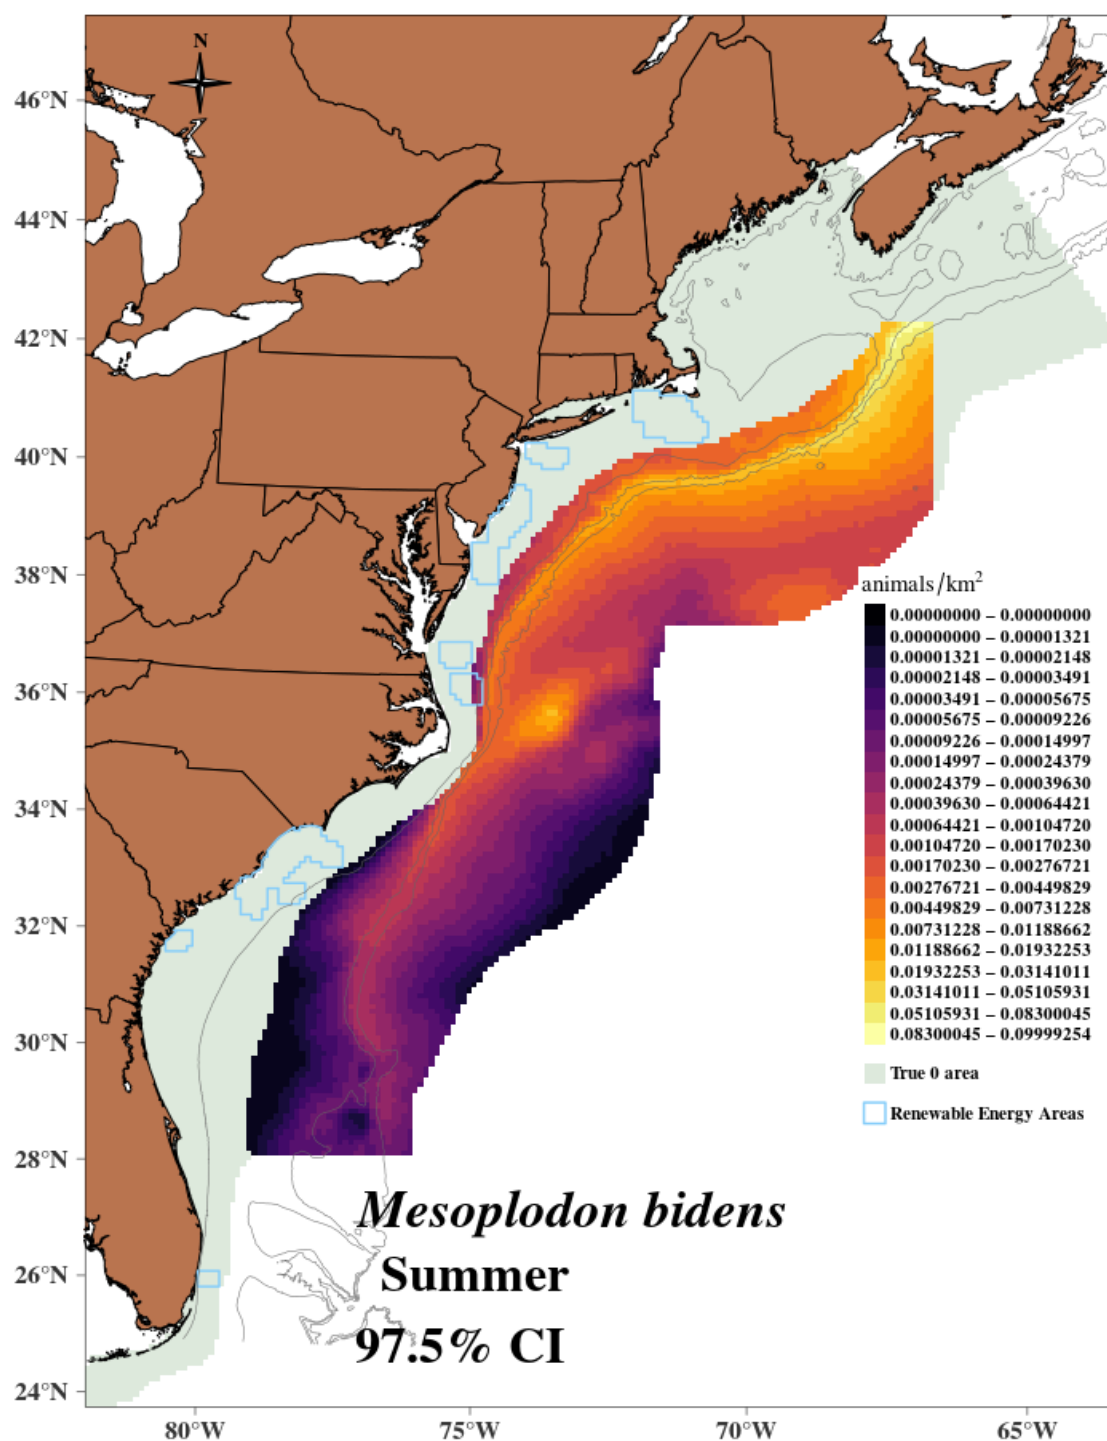 N
46°N
44°N
42°N
40°N
38°N
36°N
34°N
32°N
30°N
28°N
26°N
24°N
80°W
75°W
70°W
65°W
animals/km²
0.00000000 – 0.00000000
0.00000000 – 0.00001321
0.00001321 – 0.00002148
0.00002148 – 0.00003491
0.00003491 – 0.00005675
0.00005675 – 0.00009226
0.00009226 – 0.00014997
0.00014997 – 0.00024379
0.00024379 – 0.00039630
0.00039630 – 0.00064421
0.00064421 – 0.00104720
0.00104720 – 0.00170230
0.00170230 – 0.00276721
0.00276721 – 0.00449829
0.00449829 – 0.00731228
0.00731228 – 0.01188662
0.01188662 – 0.01932253
0.01932253 – 0.03141011
0.03141011 – 0.05105931
0.05105931 – 0.08300045
0.08300045 – 0.09999254
True 0 area
Renewable Energy Areas
Mesoplodon bidens
Summer
97.5% CI